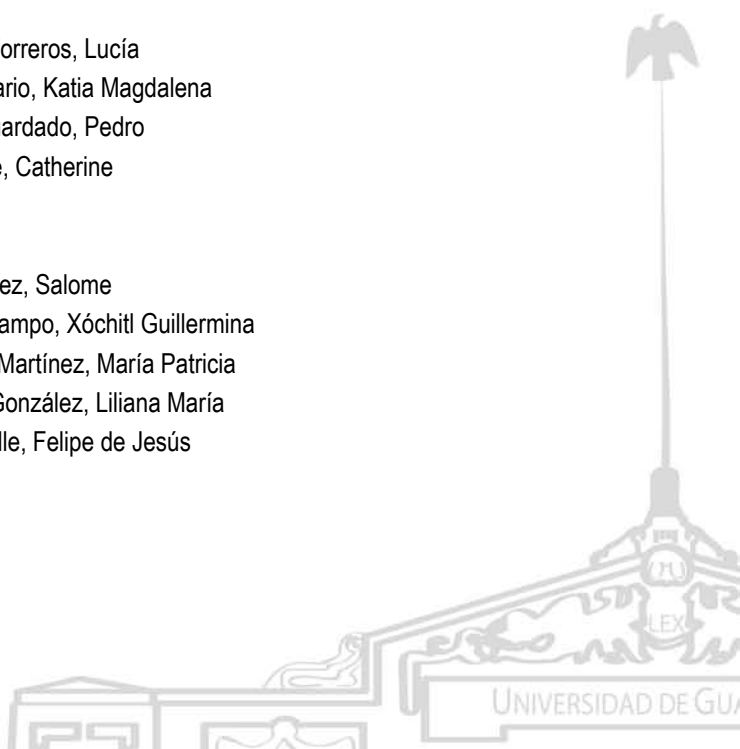 orreros, Lucía
ario, Katia Magdalena
ardado, Pedro
, Catherine
ez, Salome
ampo, Xóchitl Guillermina
Martínez, María Patricia
González, Liliana María
lle, Felipe de Jesús
LEX
UNIVERSIDAD DE GUA